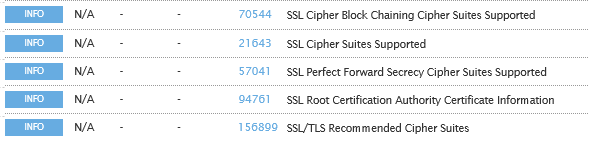 INFO N/A - - 70544 SSL Cipher Block Chaining Cipher Suites Supported
INFO N/A - - 21643 SSL Cipher Suites Supported
INFO N/A - - 57041 SSL Perfect Forward Secrecy Cipher Suites Supported
INFO N/A - - 94761 SSL Root Certification Authority Certificate Information
INFO N/A - - 156899 SSL/TLS Recommended Cipher Suites